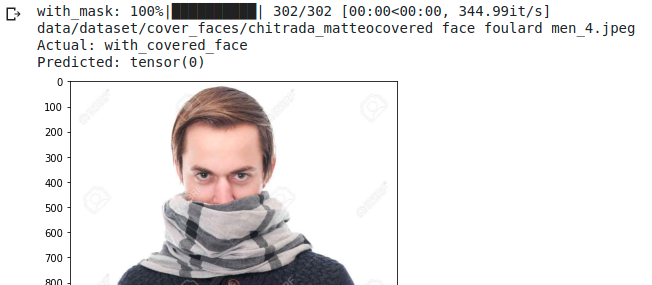 with_mask: 100%|██████████| 302/302 [00:00<00:00, 344.99it/s]
data/dataset/cover_faces/chitrada_matteocovered face foulard men_4.jpeg
Actual: with_covered_face
Predicted: tensor(0)
0
100
200
300
400
500
600
700
800